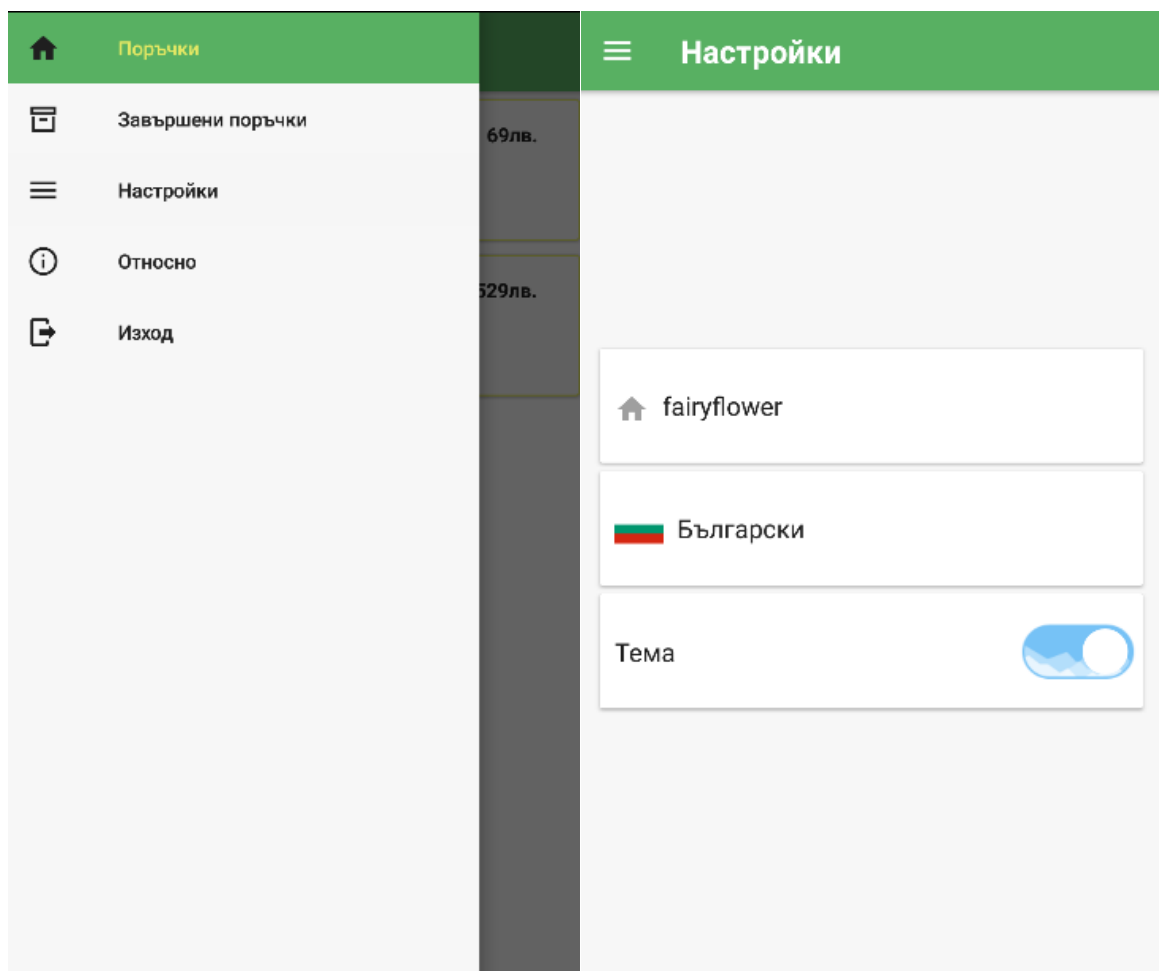 Поръчки
Завършени поръчки
Настройки
Относно
Изход
69лв.
529лв.
Настройки
fairyflower
Български
Тема